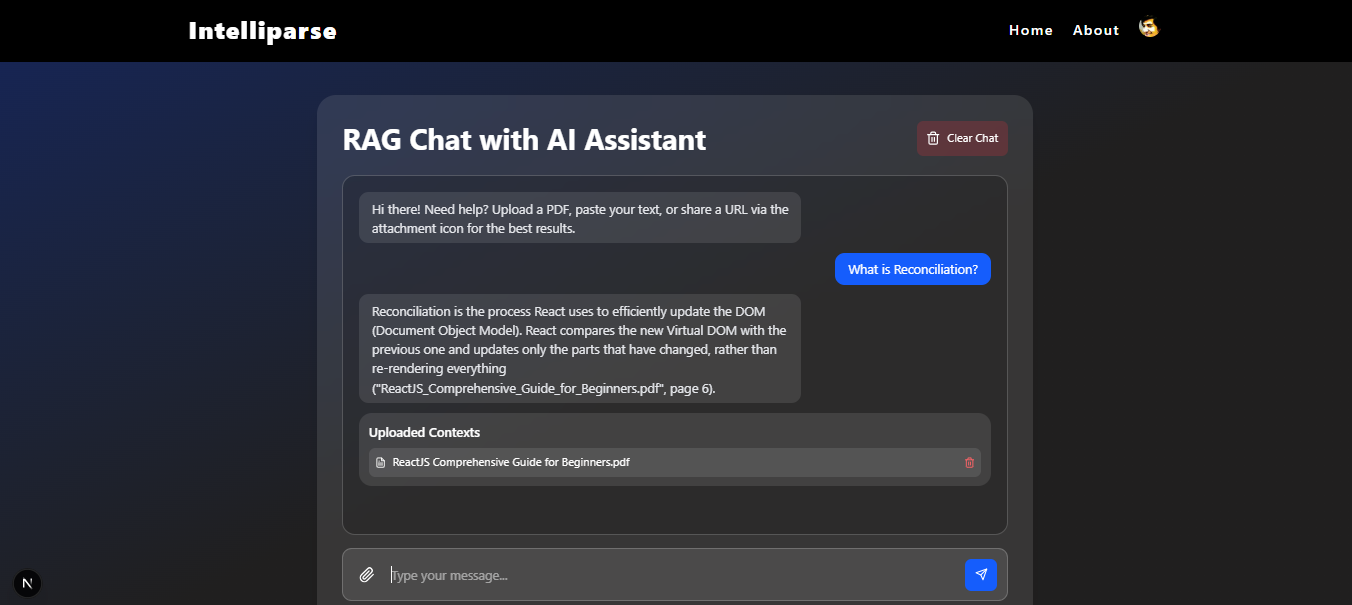 Intelliparse
Home About
RAG Chat with AI Assistant
Clear Chat
Hi there! Need help? Upload a PDF, paste your text, or share a URL via the
attachment icon for the best results.
What is Reconciliation?
Reconciliation is the process React uses to efficiently update the DOM
(Document Object Model). React compares the new Virtual DOM with the
previous one and updates only the parts that have changed, rather than
re-rendering everything
("ReactJS_Comprehensive_Guide_for_Beginners.pdf", page 6).
Uploaded Contexts
ReactJS Comprehensive Guide for Beginners.pdf
Type your message...
N